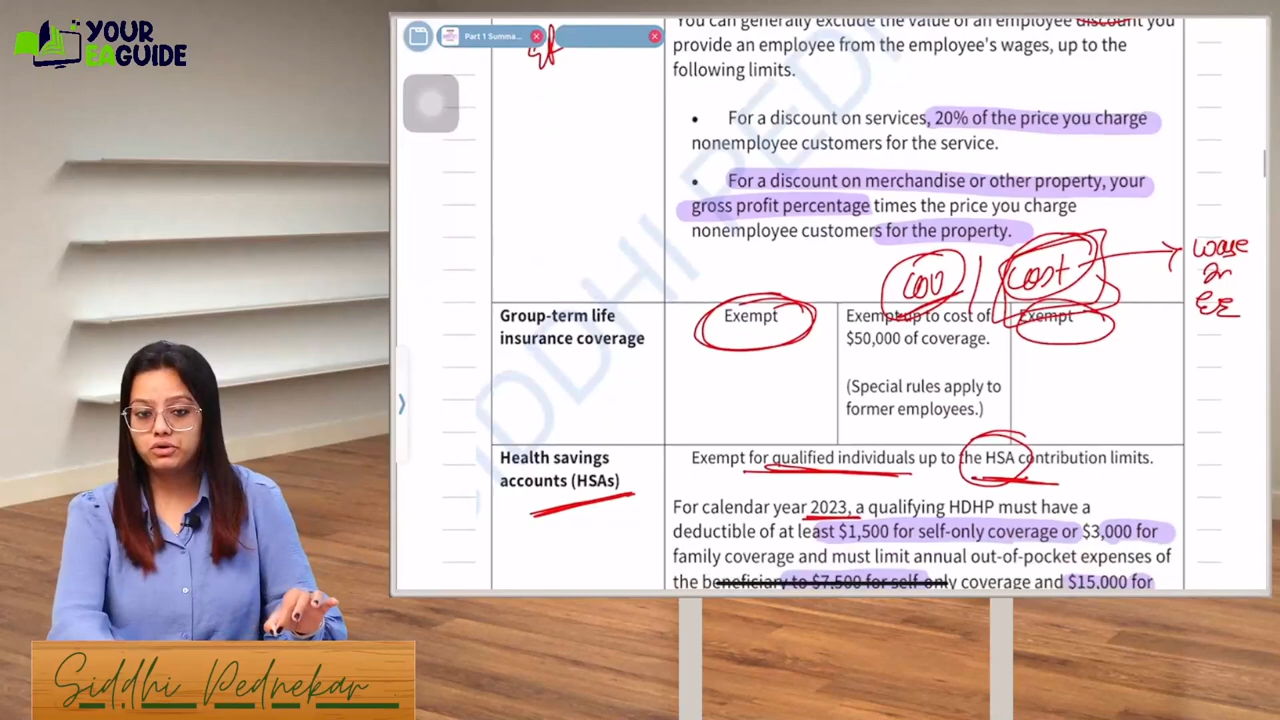 YOUR
EAGUIDE
Part 1 Summa...
You can generally exclude the value of an employee discount you
provide an employee from the employee's wages, up to the
following limits.
• For a discount on services, 20% of the price you charge
nonemployee customers for the service.
• For a discount on merchandise or other property, your
gross profit percentage times the price you charge
nonemployee customers for the property.
cost
wage
EE
Group-term life
insurance coverage
Exempt
Exempt up to cost of
$50,000 of coverage.
(Special rules apply to
former employees.)
Exempt
Health savings
accounts (HSAs)
Exempt for qualified individuals up to the HSA contribution limits.
For calendar year 2023, a qualifying HDHP must have a
deductible of at least $1,500 for self-only coverage or $3,000 for
family coverage and must limit annual out-of-pocket expenses of
the beneficiary to $7,500 for self-only coverage and $15,000 for
Siddhi Pednekar